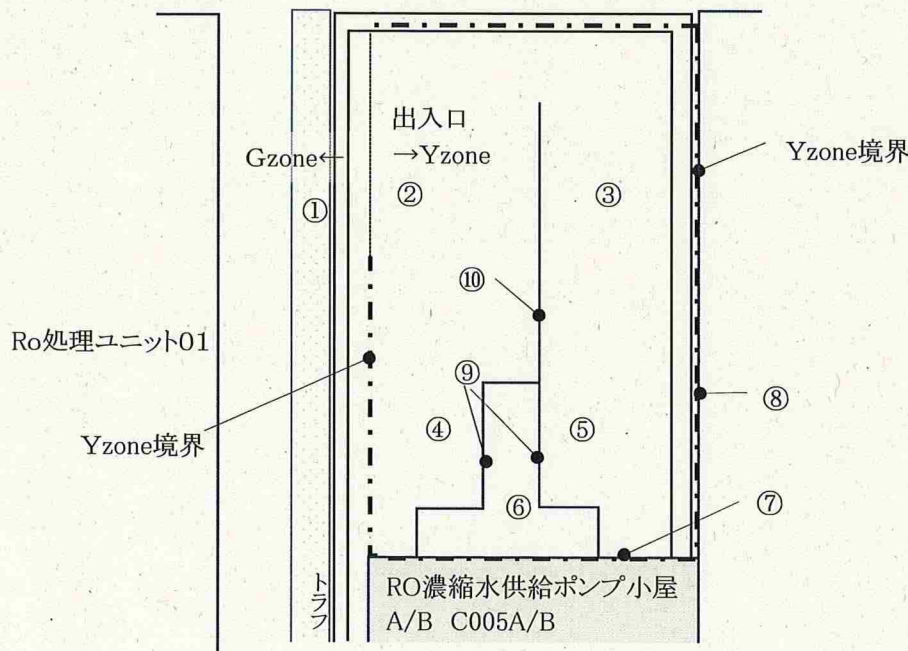 出入口
Gzone←
→Yzone
Yzone境界
①
②
③
⑩
Ro処理ユニット01
⑨
⑧
Yzone境界
④
⑤
⑥
⑦
トラフ
RO濃縮水供給ポンプ小屋
A/B C005A/B